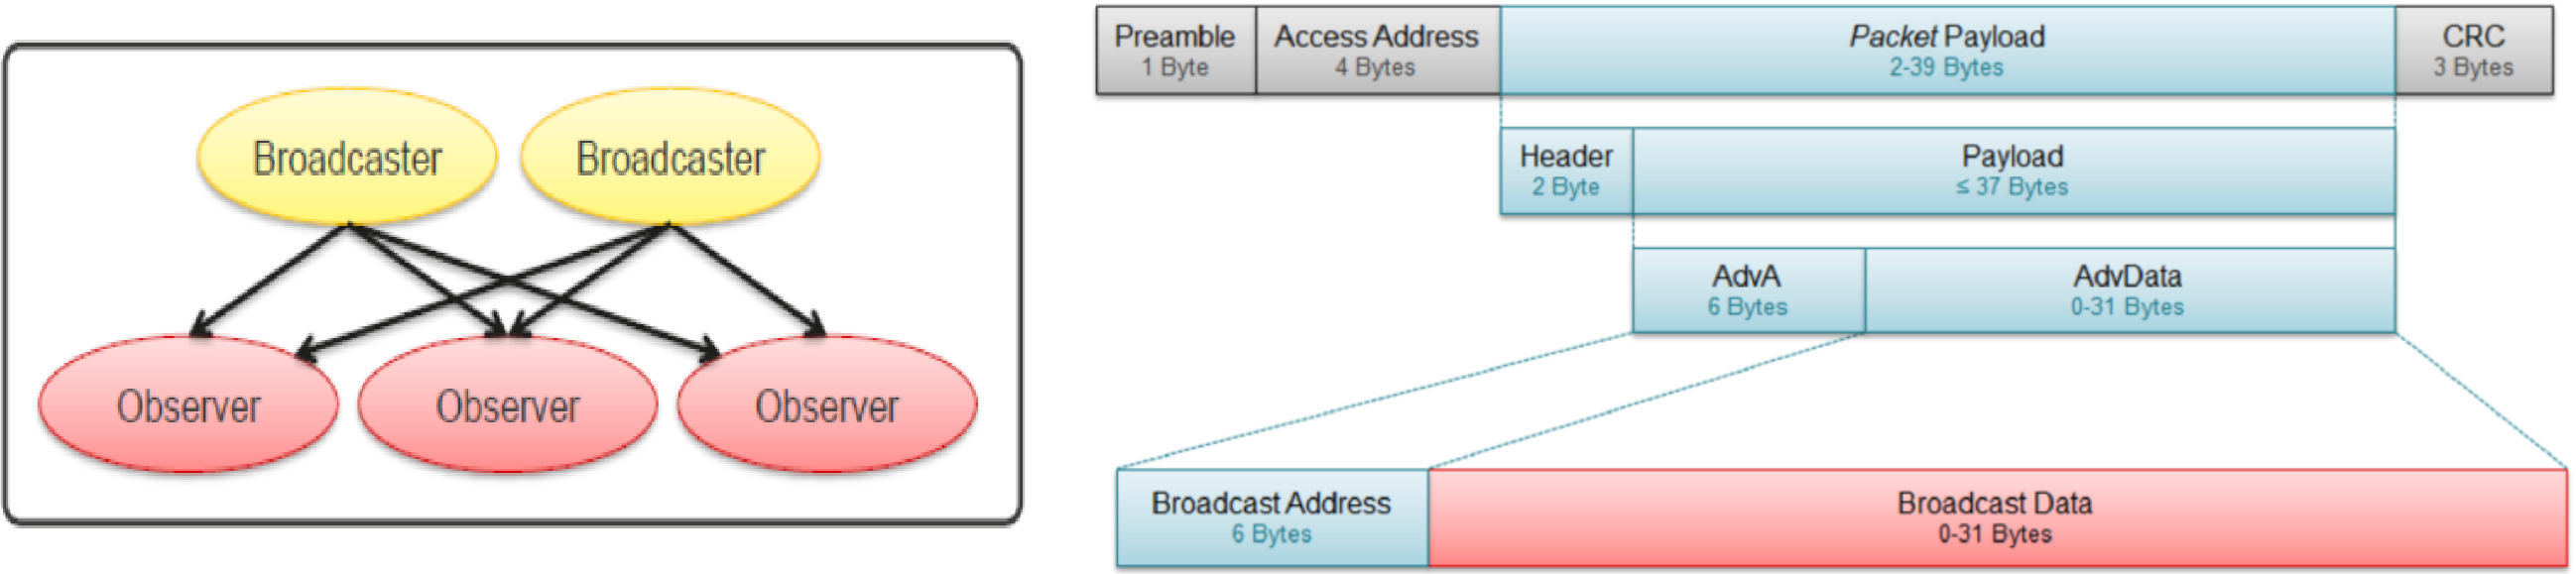 Broadcaster
Broadcaster
Observer
Observer
Observer
Preamble
1 Byte
Access Address
4 Bytes
Packet Payload
2-39 Bytes
CRC
3 Bytes
Header
2 Byte
Payload
≤ 37 Bytes
AdvA
6 Bytes
AdvData
0-31 Bytes
Broadcast Address
6 Bytes
Broadcast Data
0-31 Bytes